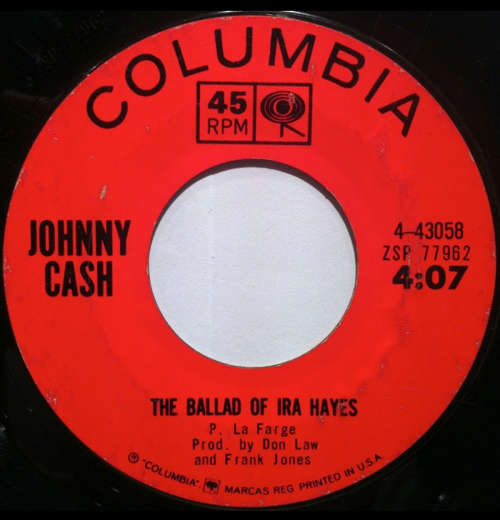 COLUMBIA
45
RPM
JOHNNY
CASH
4-43058
ZSP 77962
4:07
THE BALLAD OF IRA HAYES
P. La Farge
Prod. by Don Law
and Frank Jones
℗ "COLUMBIA", MARCAS REG. PRINTED IN U.S.A